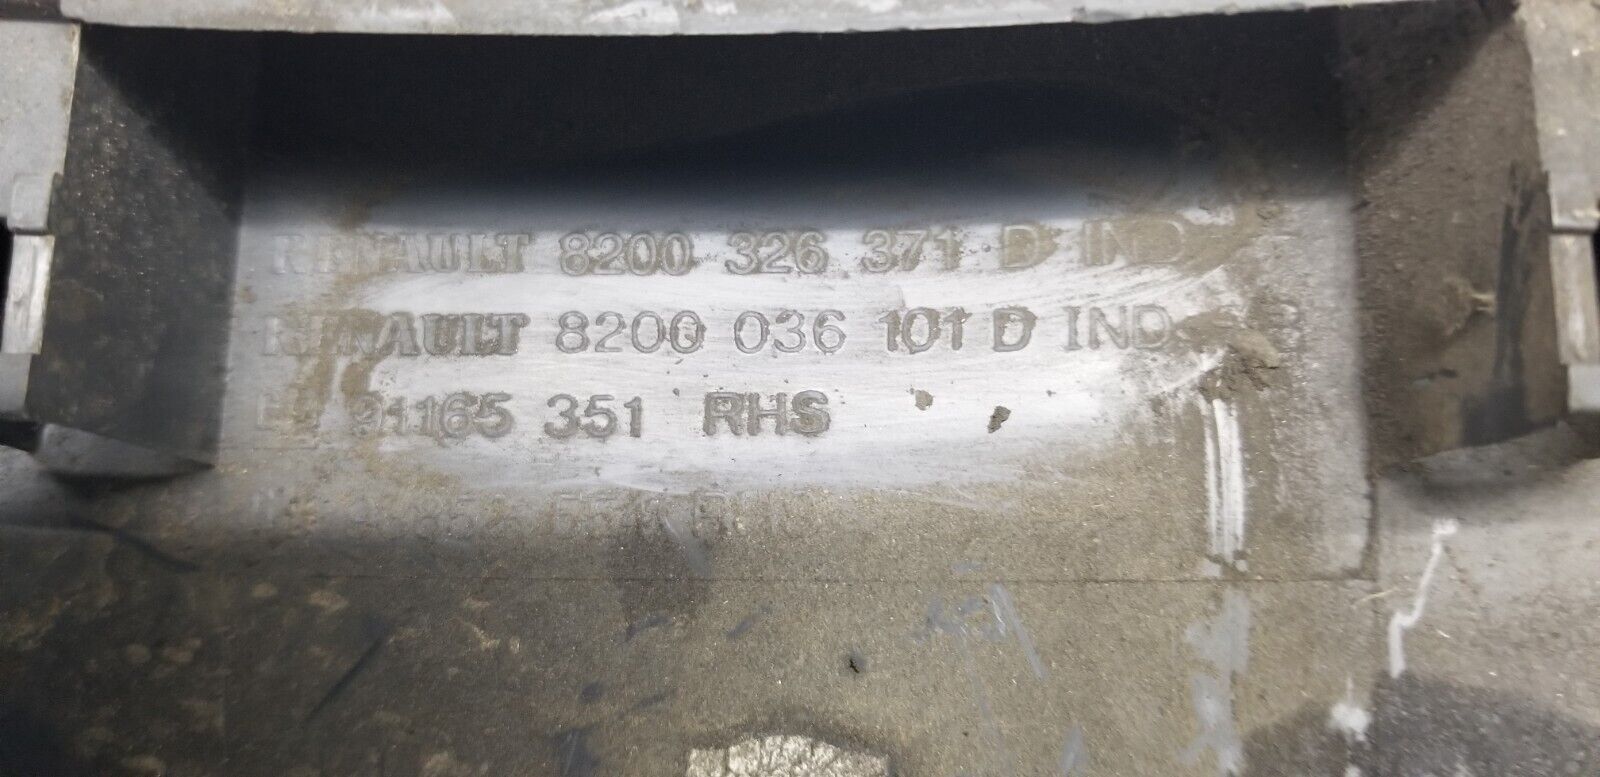 RENAULT 8200 326 371 D IND
RENAULT 8200 036 101 D IND
91165 351 RHS